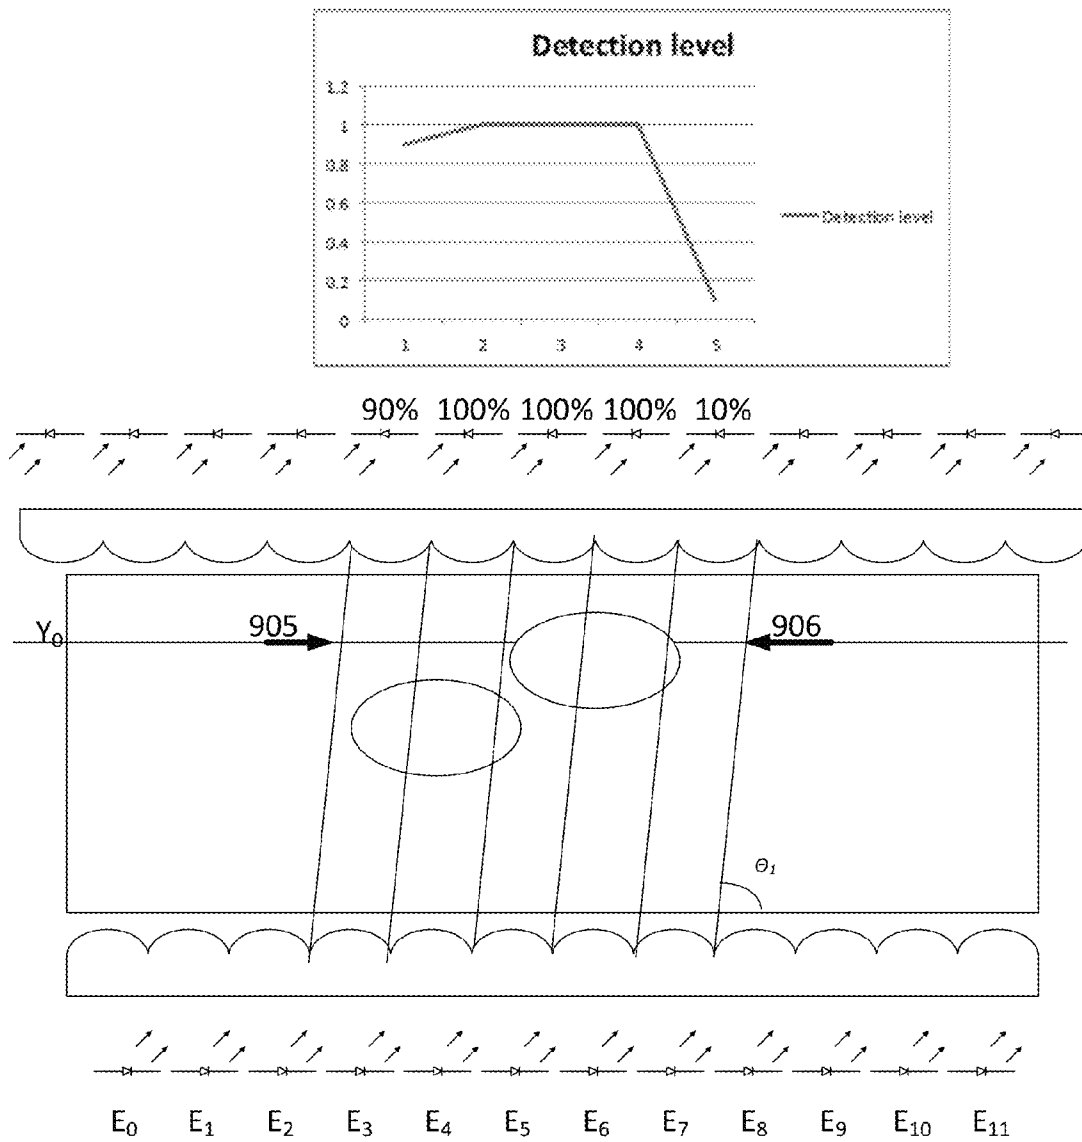 Detection level
1.2
1
0.8
0.6
0.4
0.2
0
Detection level
1 2 3 4 5
90% 100% 100% 100% 10%
Y₀ 905 906
Θ₁
E₀ E₁ E₂ E₃ E₄ E₅ E₆ E₇ E₈ E₉ E₁₀ E₁₁